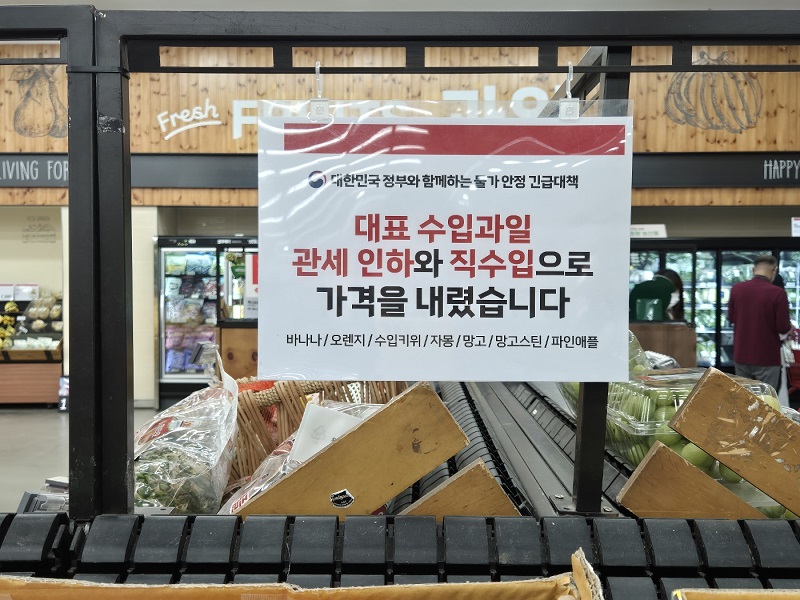 Fresh
LIVING FOR
HAPPY
대한민국 정부와 함께하는 물가 안정 긴급대책
대표 수입과일
관세 인하와 직수입으로
가격을 내렸습니다
바나나/오렌지/수입키위/자몽/망고/망고스틴/파인애플